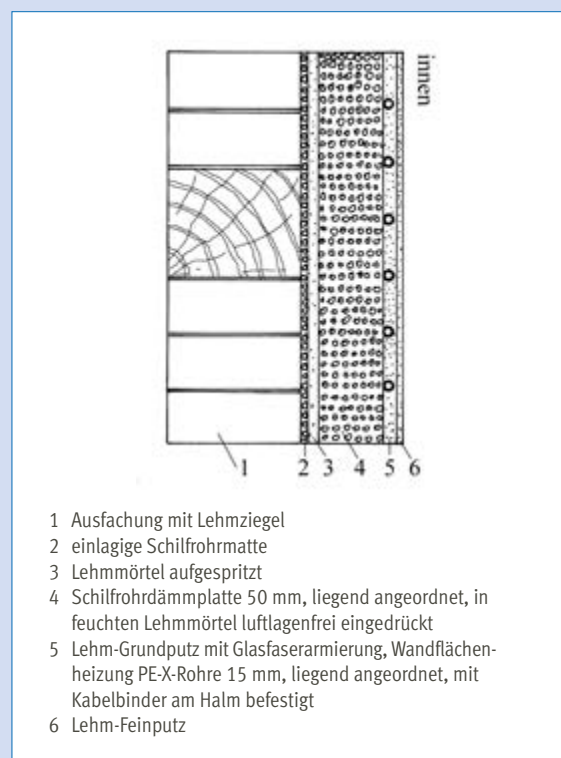 innen
1 2 3 4 5 6
1 Ausfachung mit Lehmziegel
2 einlagige Schilfrohrmatte
3 Lehmmörtel aufgespritzt
4 Schilfrohrdämmplatte 50 mm, liegend angeordnet, in
feuchten Lehmmörtel luftlagenfrei eingedrückt
5 Lehm-Grundputz mit Glasfaserarmierung, Wandflächen-
heizung PE-X-Rohre 15 mm, liegend angeordnet, mit
Kabelbinder am Halm befestigt
6 Lehm-Feinputz